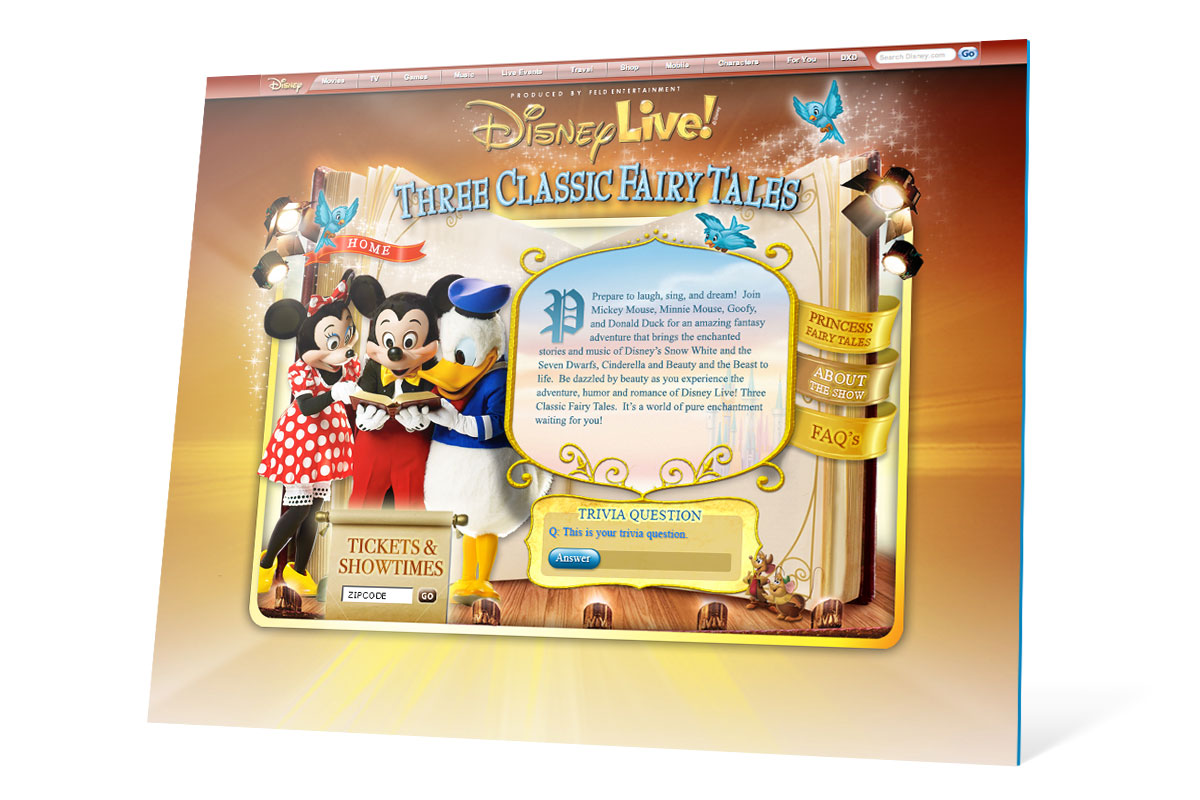 Disney
Movies TV Games Music Live Events Travel Shop Mobile Characters For You DXD Search Disney.com Go
PRODUCED BY FELD ENTERTAINMENT
Disney Live!
THREE CLASSIC FAIRY TALES
HOME
Prepare to laugh, sing, and dream! Join
Mickey Mouse, Minnie Mouse, Goofy,
and Donald Duck for an amazing fantasy
adventure that brings the enchanted
stories and music of Disney's Snow White and the
Seven Dwarfs, Cinderella and Beauty and the Beast to
life. Be dazzled by beauty as you experience the
adventure, humor and romance of Disney Live! Three
Classic Fairy Tales. It's a world of pure enchantment
waiting for you!
PRINCESS
FAIRY TALES
ABOUT
THE SHOW
FAQ's
TRIVIA QUESTION
Q: This is your trivia question.
Answer
TICKETS &
SHOWTIMES
ZIPCODE GO